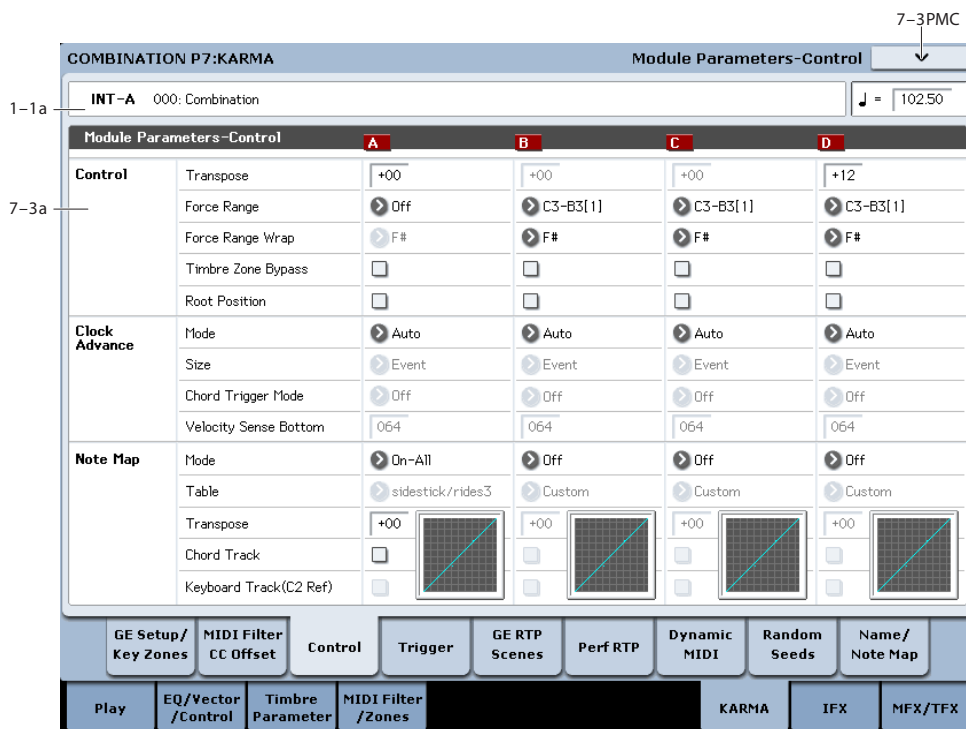 7-3PMC
COMBINATION P7:KARMA Module Parameters-Control
1-1a
INT-A 000: Combination ♩ = 102.50
Module Parameters-Control A B C D
7-3a
Control Transpose +00 +00 +00 +12
Force Range Off C3-B3[1] C3-B3[1] C3-B3[1]
Force Range Wrap F# F# F# F#
Timbre Zone Bypass
Root Position
Clock Advance Mode Auto Auto Auto Auto
Size Event Event Event Event
Chord Trigger Mode Off Off Off Off
Velocity Sense Bottom 064 064 064 064
Note Map Mode On-All Off Off Off
Table sidestick/rides3 Custom Custom Custom
Transpose +00 +00 +00 +00
Chord Track
Keyboard Track(C2 Ref)
GE Setup/ Key Zones MIDI Filter CC Offset Control Trigger GE RTP Scenes Perf RTP Dynamic MIDI Random Seeds Name/ Note Map
Play EQ/Vector /Control Timbre Parameter MIDI Filter /Zones KARMA IFX MFX/TFX